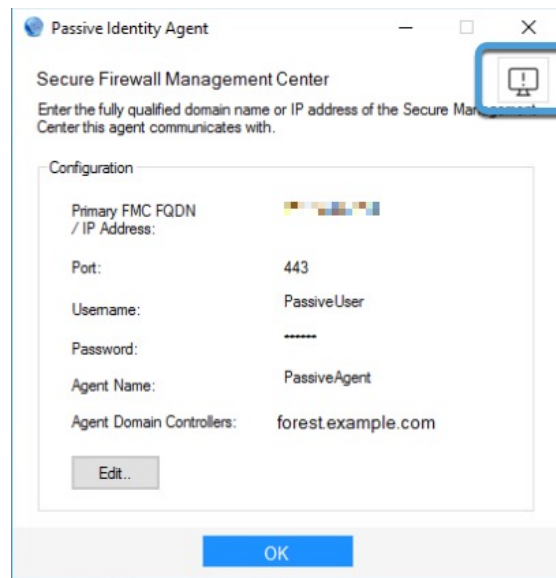 Passive Identity Agent
Secure Firewall Management Center
Enter the fully qualified domain name or IP address of the Secure Management
Center this agent communicates with.
Configuration
Primary FMC FQDN
/ IP Address:
Port: 443
Username: PassiveUser
Password: ••••••
Agent Name: PassiveAgent
Agent Domain Controllers: forest.example.com
Edit..
OK